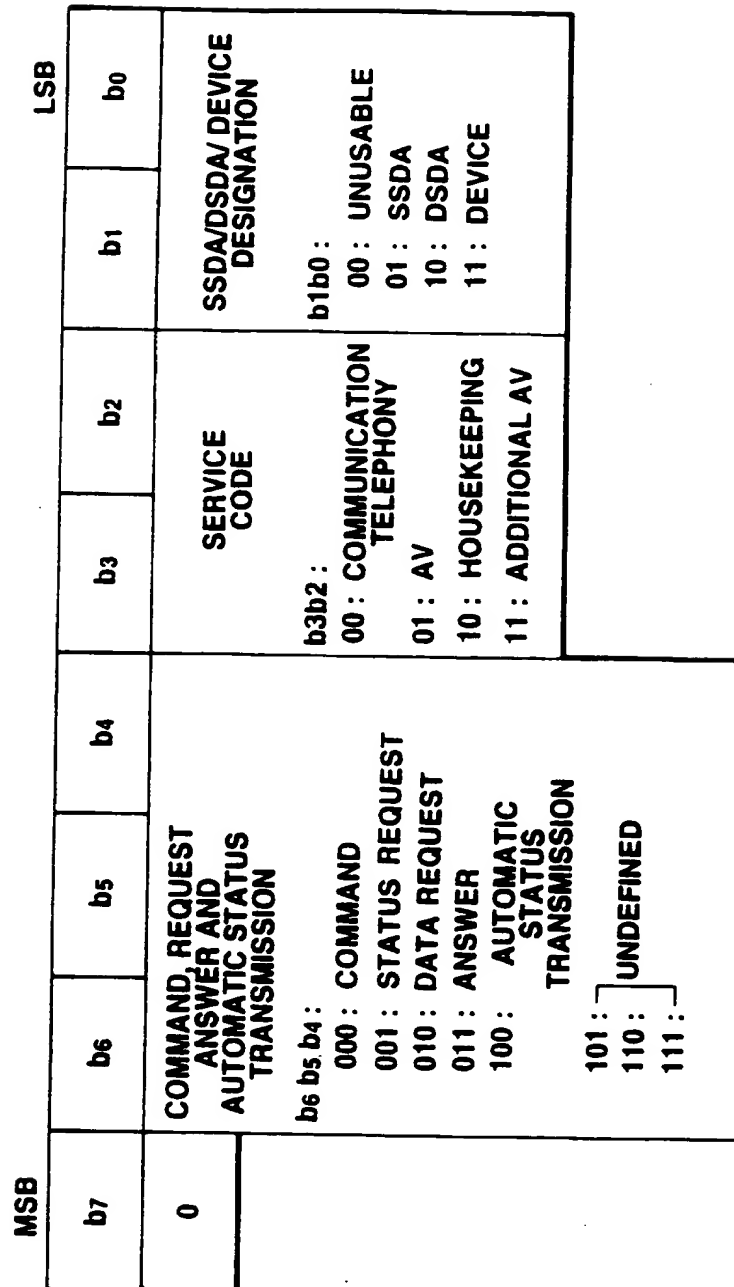 MSB
LSB
b7
b6
b5
b4
b3
b2
b1
b0
0
COMMAND, REQUEST
ANSWER AND
AUTOMATIC STATUS
TRANSMISSION
b6 b5. b4 :
000 : COMMAND
001 : STATUS REQUEST
010 : DATA REQUEST
011 : ANSWER
100 : AUTOMATIC
STATUS
TRANSMISSION
101 :
110 :
111 :
UNDEFINED
SERVICE
CODE
b3b2 :
00 : COMMUNICATION
TELEPHONY
01 : AV
10 : HOUSEKEEPING
11 : ADDITIONAL AV
SSDA/DSDA/ DEVICE
DESIGNATION
b1b0 :
00 : UNUSABLE
01 : SSDA
10 : DSDA
11 : DEVICE